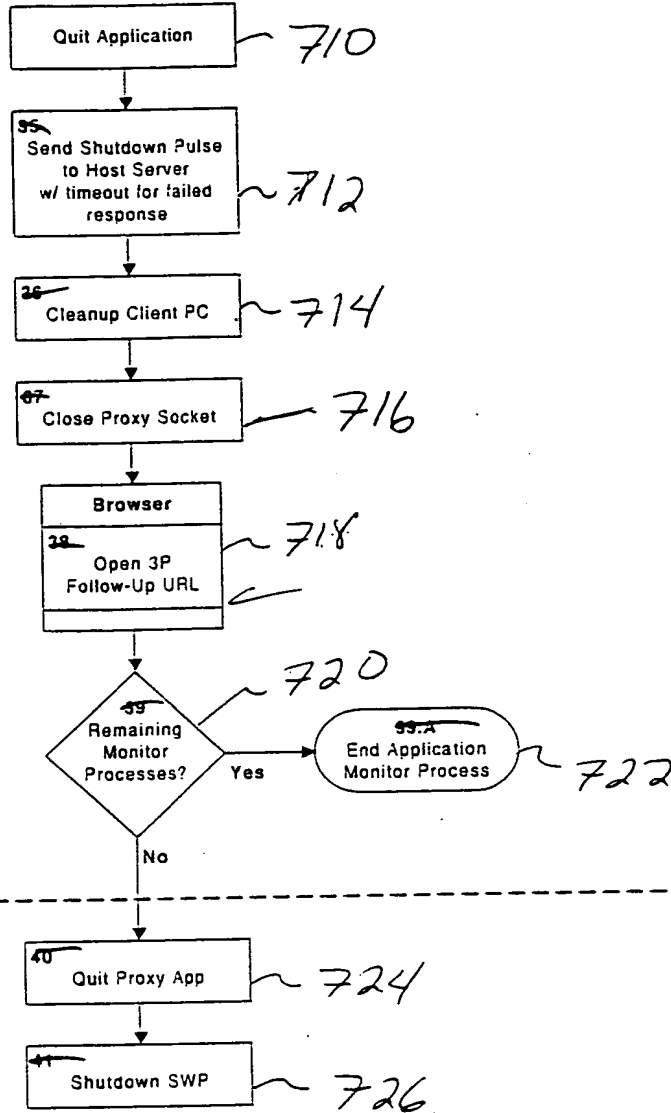 Quit Application
710
35
Send Shutdown Pulse
to Host Server
w/ timeout for failed
response
712
36
Cleanup Client PC
714
37
Close Proxy Socket
716
Browser
38
Open 3P
Follow-Up URL
718
39
Remaining
Monitor
Processes?
720
Yes
39.A
End Application
Monitor Process
722
No
40
Quit Proxy App
724
41
Shutdown SWP
726